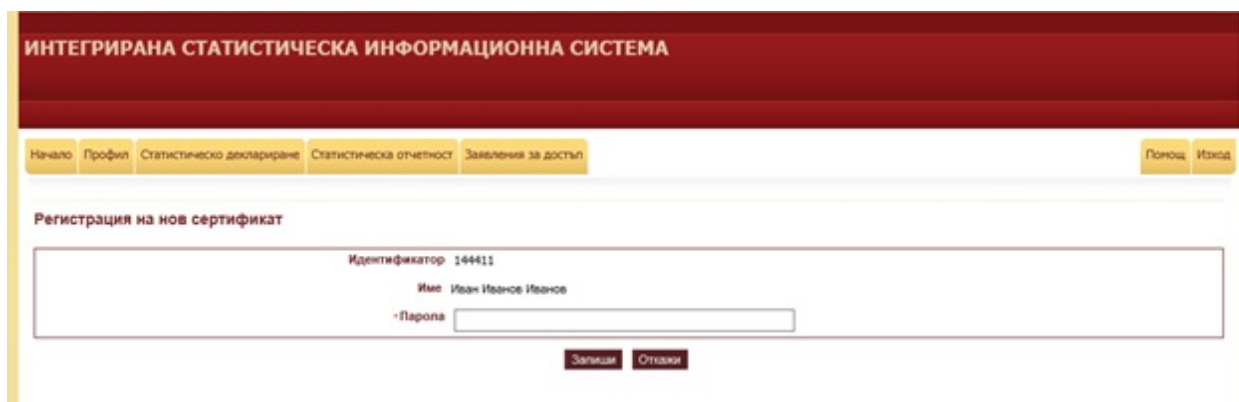 ИНТЕГРИРАНА СТАТИСТИЧЕСКА ИНФОРМАЦИОННА СИСТЕМА
Начало Профил Статистическо деклариране Статистическа отчетност Заявления за достъп Помощ Изход
Регистрация на нов сертификат
Идентификатор 144411
Име Иван Иванов Иванов
*Парола
Запиши Откажи